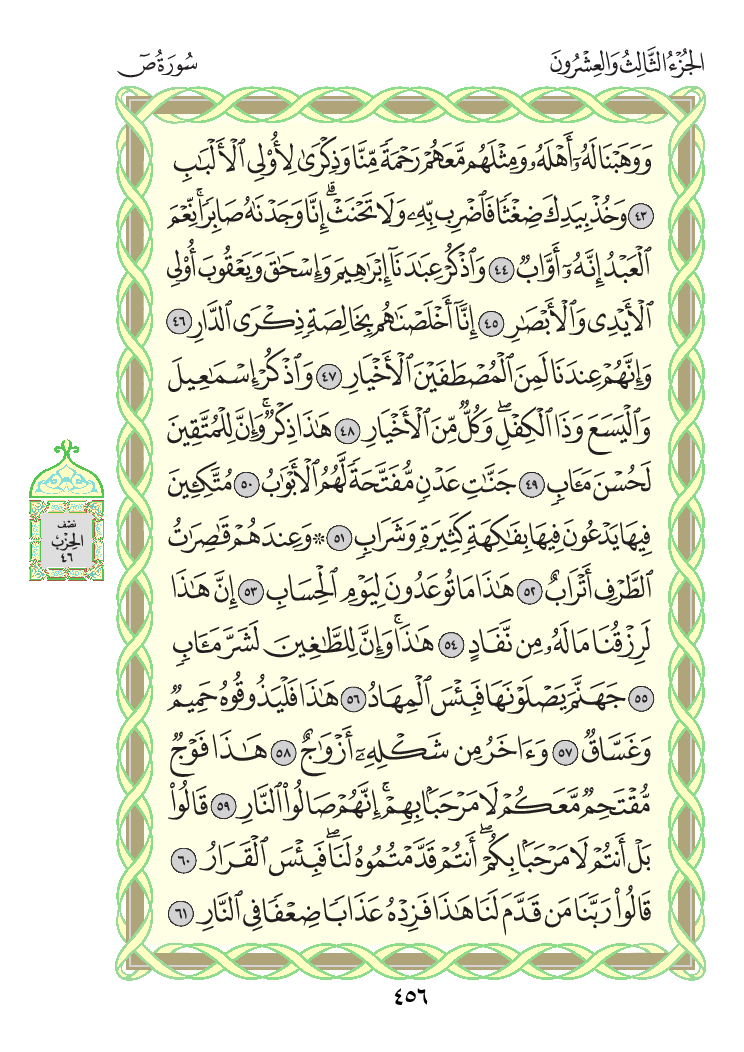 الجُزْءُ الثَّالِثُ وَالعِشْرُونَ
سُورَةُ صٓ
وَوَهَبْنَا لَهُۥٓ أَهْلَهُۥ وَمِثْلَهُم مَّعَهُمْ رَحْمَةً مِّنَّا وَذِكْرَىٰ لِأُوْلِى ٱلْأَلْبَٰبِ
٤٣ وَخُذْ بِيَدِكَ ضِغْثًا فَٱضْرِب بِّهِۦ وَلَا تَحْنَثْ ۗ إِنَّا وَجَدْنَٰهُ صَابِرًا ۚ نِّعْمَ
ٱلْعَبْدُ إِنَّهُۥٓ أَوَّابٌ ٤٤ وَٱذْكُرْ عِبَٰدَنَآ إِبْرَٰهِيمَ وَإِسْحَٰقَ وَيَعْقُوبَ أُوْلِى
ٱلْأَيْدِى وَٱلْأَبْصَٰرِ ٤٥ إِنَّآ أَخْلَصْنَٰهُم بِخَالِصَةٍ ذِكْرَى ٱلدَّارِ ٤٦
وَإِنَّهُمْ عِندَنَا لَمِنَ ٱلْمُصْطَفَيْنَ ٱلْأَخْيَارِ ٤٧ وَٱذْكُرْ إِسْمَٰعِيلَ
وَٱلْيَسَعَ وَذَا ٱلْكِفْلِ ۖ وَكُلٌّ مِّنَ ٱلْأَخْيَارِ ٤٨ هَٰذَا ذِكْرٌ ۚ وَإِنَّ لِلْمُتَّقِينَ
لَحُسْنَ مَـَٔابٍ ٤٩ جَنَّٰتِ عَدْنٍ مُّفَتَّحَةً لَّهُمُ ٱلْأَبْوَٰبُ ٥٠ مُتَّكِـِٔينَ
فِيهَا يَدْعُونَ فِيهَا بِفَٰكِهَةٍ كَثِيرَةٍ وَشَرَابٍ ٥١ ۞ وَعِندَهُمْ قَٰصِرَٰتُ
ٱلطَّرْفِ أَتْرَابٌ ٥٢ هَٰذَا مَا تُوعَدُونَ لِيَوْمِ ٱلْحِسَابِ ٥٣ إِنَّ هَٰذَا
لَرِزْقُنَا مَا لَهُۥ مِن نَّفَادٍ ٥٤ هَٰذَا ۚ وَإِنَّ لِلطَّٰغِينَ لَشَرَّ مَـَٔابٍ
٥٥ جَهَنَّمَ يَصْلَوْنَهَا فَبِئْسَ ٱلْمِهَادُ ٥٦ هَٰذَا فَلْيَذُوقُوهُ حَمِيمٌ
وَغَسَّاقٌ ٥٧ وَءَاخَرُ مِن شَكْلِهِۦٓ أَزْوَٰجٌ ٥٨ هَٰذَا فَوْجٌ
مُّقْتَحِمٌ مَّعَكُمْ لَا مَرْحَبًۢا بِهِمْ ۚ إِنَّهُمْ صَالُواْ ٱلنَّارِ ٥٩ قَالُواْ
بَلْ أَنتُمْ لَا مَرْحَبًۢا بِكُمْ ۖ أَنتُمْ قَدَّمْتُمُوهُ لَنَا ۖ فَبِئْسَ ٱلْقَرَارُ ٦٠
قَالُواْ رَبَّنَا مَن قَدَّمَ لَنَا هَٰذَا فَزِدْهُ عَذَابًا ضِعْفًا فِى ٱلنَّارِ ٦١
نصف
الحِزْب
٤٦
٤٥٦